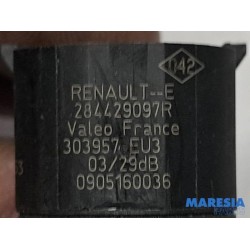 042
RENAULT--E
284429097R
Valeo France
303957 EU3
03/29dB
0905160036
MARESIA